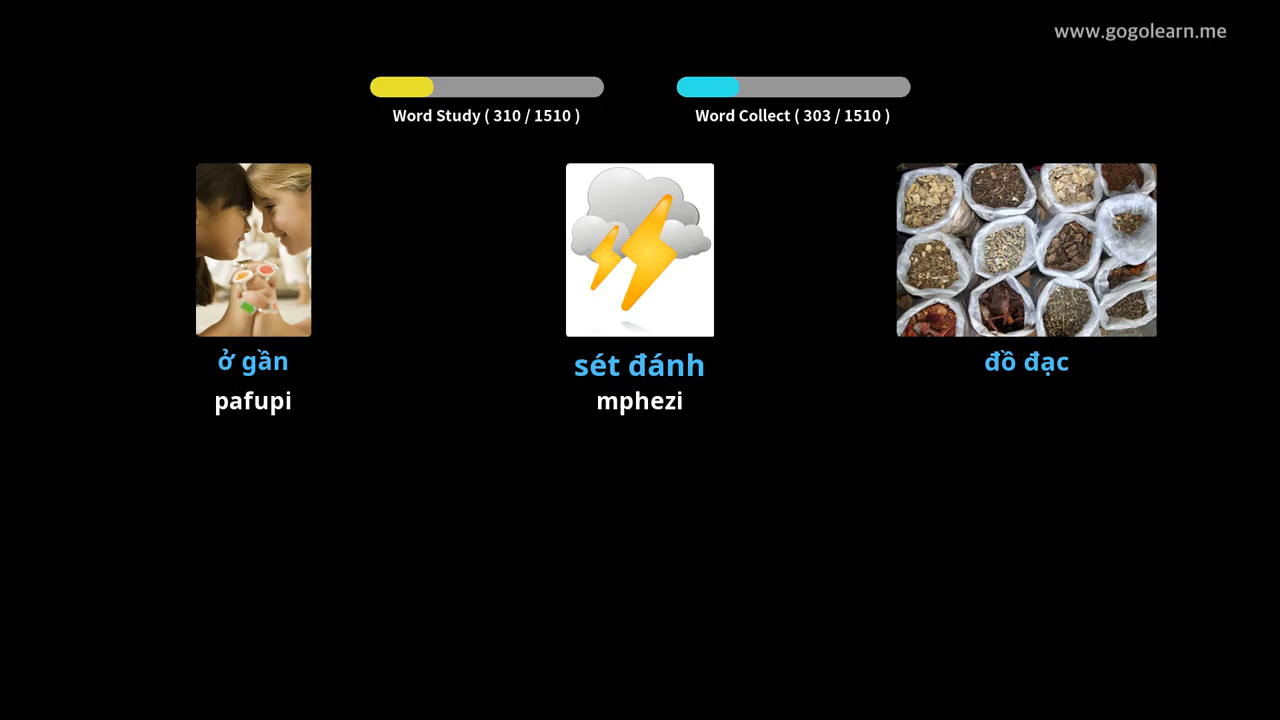 www.gogolearn.me
Word Study ( 310 / 1510 )
Word Collect ( 303 / 1510 )
ở gần
pafupi
sét đánh
mphezi
đồ đạc